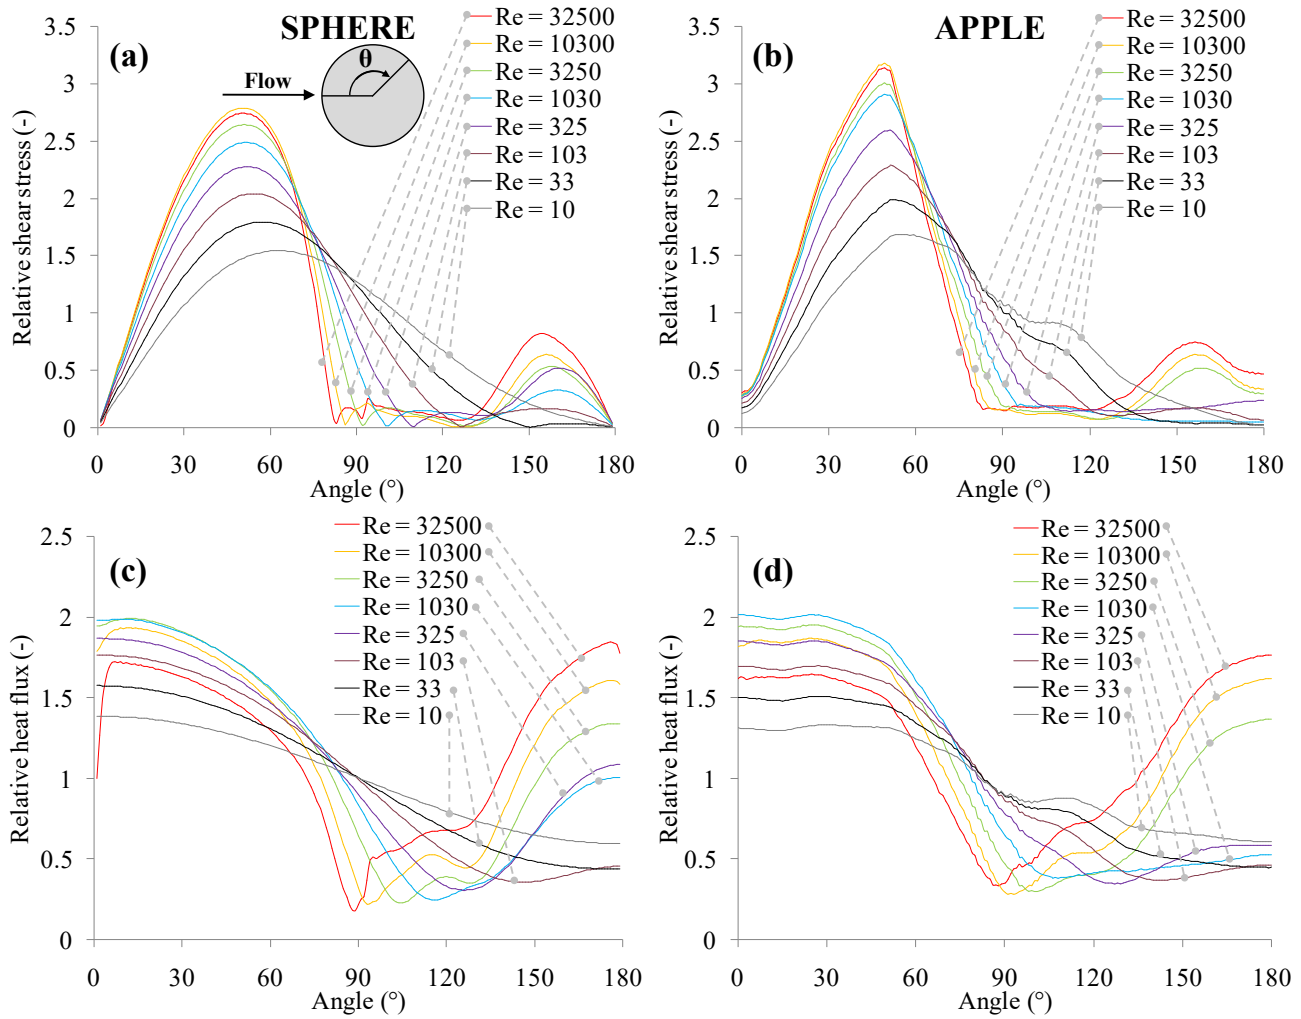 SPHERE
(a)
θ
Flow
Re = 32500
Re = 10300
Re = 3250
Re = 1030
Re = 325
Re = 103
Re = 33
Re = 10
Relative shear stress (-)
3.5
3
2.5
2
1.5
1
0.5
0
0 30 60 90 120 150 180
Angle (°)
APPLE
(b)
Re = 32500
Re = 10300
Re = 3250
Re = 1030
Re = 325
Re = 103
Re = 33
Re = 10
Relative shear stress (-)
3.5
3
2.5
2
1.5
1
0.5
0
0 30 60 90 120 150 180
Angle (°)
(c)
Re = 32500
Re = 10300
Re = 3250
Re = 1030
Re = 325
Re = 103
Re = 33
Re = 10
Relative heat flux (-)
2.5
2
1.5
1
0.5
0
0 30 60 90 120 150 180
Angle (°)
(d)
Re = 32500
Re = 10300
Re = 3250
Re = 1030
Re = 325
Re = 103
Re = 33
Re = 10
Relative heat flux (-)
2.5
2
1.5
1
0.5
0
0 30 60 90 120 150 180
Angle (°)